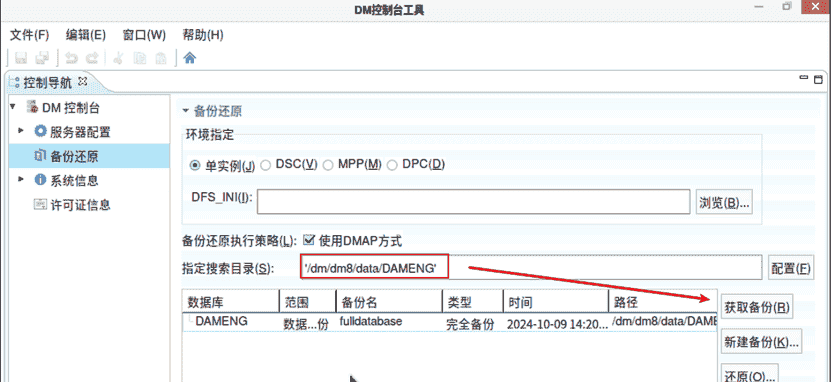 DM控制台工具
文件(F) 编辑(E) 窗口(W) 帮助(H)
控制导航
DM 控制台
服务器配置
备份还原
系统信息
许可证信息
备份还原
环境指定
单实例(J) DSC(V) MPP(M) DPC(D)
DFS_INI(I): 浏览(B)...
备份还原执行策略(L): 使用DMAP方式
指定搜索目录(S): '/dm/dm8/data/DAMENG' 配置(F)
数据库 范围 备份名 类型 时间 路径
DAMENG 数据...份 fulldatabase 完全备份 2024-10-09 14:20... /dm/dm8/data/DAME
获取备份(R)
新建备份(K)...
还原(O)...